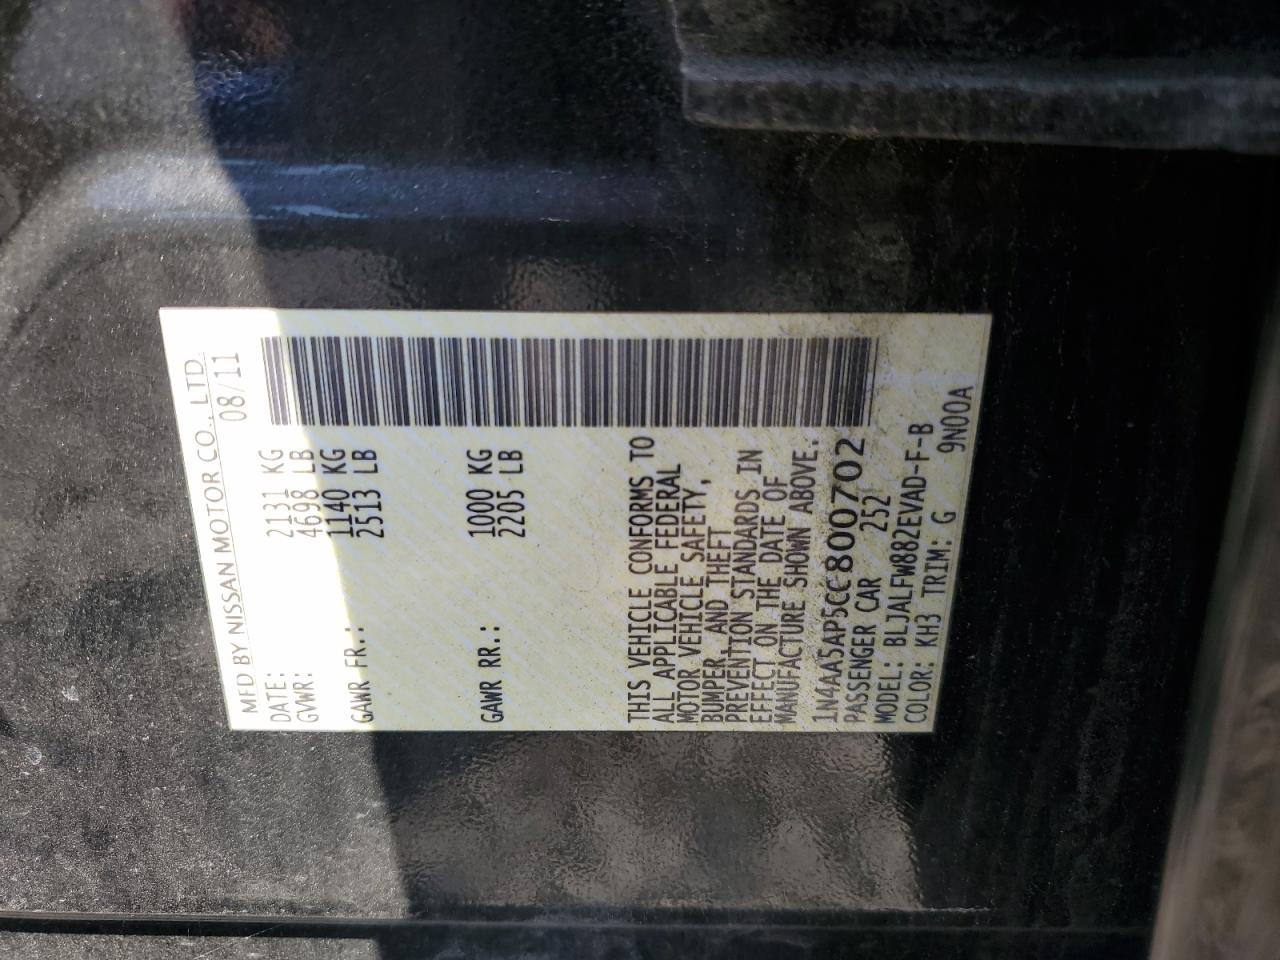 MFD BY NISSAN MOTOR CO., LTD.
DATE: 08/11
GVWR: 2131 KG
4698 LB
GAWR FR.: 1140 KG
2513 LB
GAWR RR.: 1000 KG
2205 LB
THIS VEHICLE CONFORMS TO
ALL APPLICABLE FEDERAL
MOTOR VEHICLE SAFETY,
BUMPER, AND THEFT
PREVENTION STANDARDS IN
EFFECT ON THE DATE OF
MANUFACTURE SHOWN ABOVE.
1N4AA5AP5CC800702
PASSENGER CAR 252
MODEL: BLJALFW882EVAD-F-B
COLOR: KH3 TRIM: G 9N00A